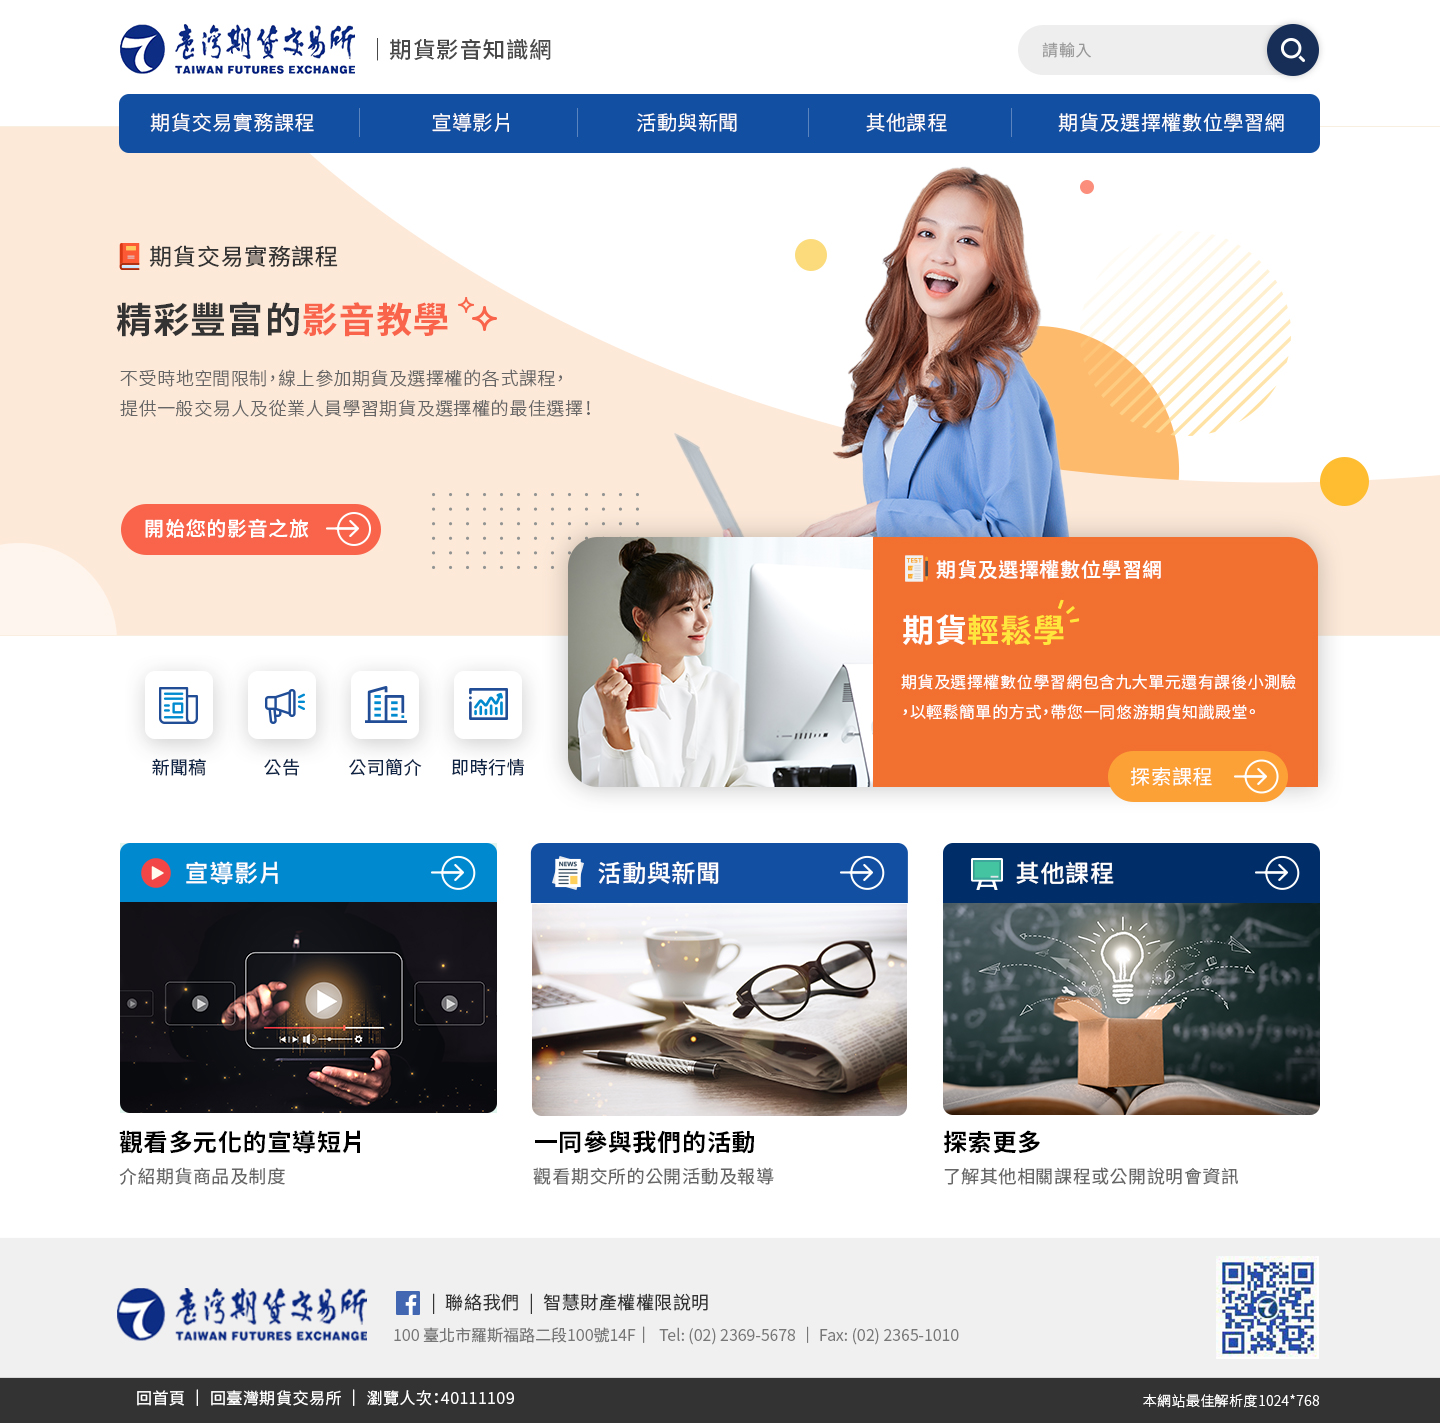 臺灣期貨交易所
TAIWAN FUTURES EXCHANGE
期貨影音知識網
請輸入
期貨交易實務課程
宣導影片
活動與新聞
其他課程
期貨及選擇權數位學習網
期貨交易實務課程
精彩豐富的影音教學
不受時地空間限制，線上參加期貨及選擇權的各式課程，
提供一般交易人及從業人員學習期貨及選擇權的最佳選擇！
開始您的影音之旅
TEST
期貨及選擇權數位學習網
期貨輕鬆學
期貨及選擇權數位學習網包含九大單元還有課後小測驗
，以輕鬆簡單的方式，帶您一同悠游期貨知識殿堂。
探索課程
新聞稿
公告
公司簡介
即時行情
宣導影片
NEWS
活動與新聞
其他課程
觀看多元化的宣導短片
介紹期貨商品及制度
一同參與我們的活動
觀看期交所的公開活動及報導
探索更多
了解其他相關課程或公開說明會資訊
臺灣期貨交易所
TAIWAN FUTURES EXCHANGE
｜聯絡我們｜智慧財產權權限說明
100 臺北市羅斯福路二段100號14F｜ Tel: (02) 2369-5678 ｜ Fax: (02) 2365-1010
回首頁 ｜ 回臺灣期貨交易所 ｜ 瀏覽人次：40111109
本網站最佳解析度1024*768